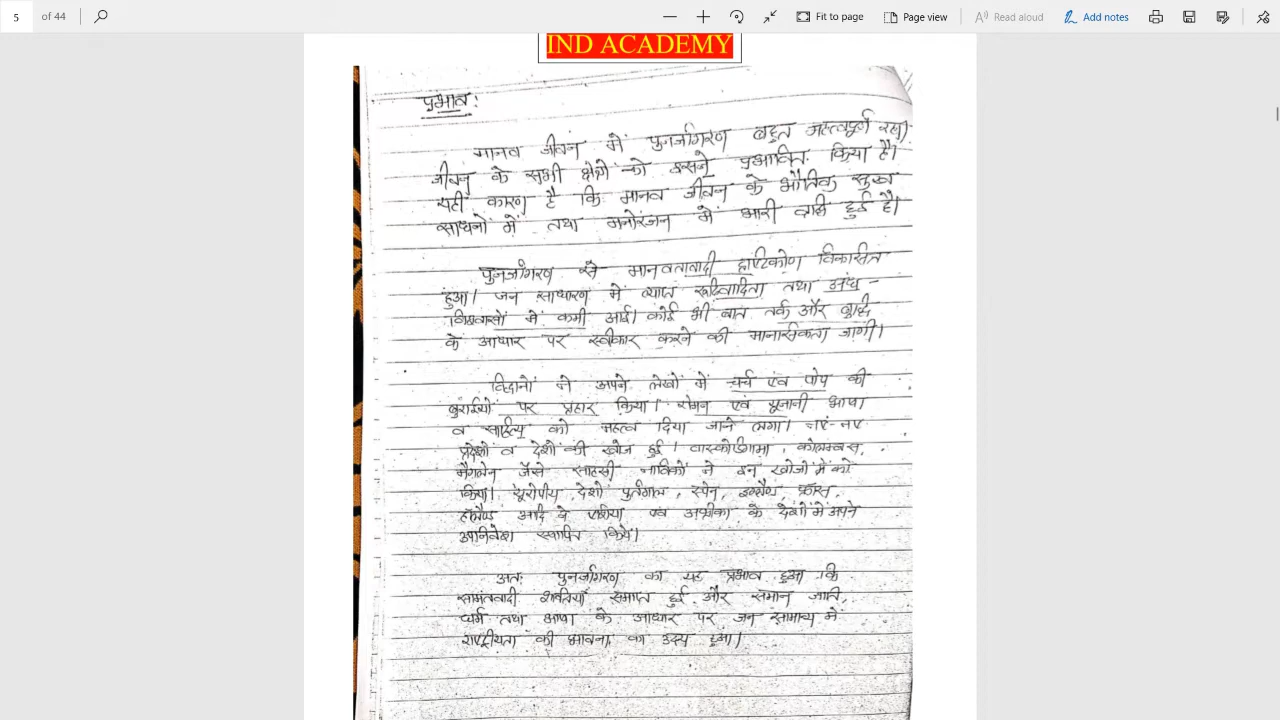 5 of 44
Fit to page
Page view
Read aloud
Add notes
IND ACADEMY
प्रभाव:
मानव जीवन में पुनर्जागरण बहुत महत्वपूर्ण रहा।
जीवन के सभी क्षेत्रों को इसने प्रभावित किया है।
यही कारण है कि मानव जीवन के भौतिक सुख
साधनों में तथा मनोरंजन में भारी वृद्धि हुई है।
पुनर्जागरण से मानवतावादी दृष्टिकोण विकासित
हुआ। जन साधारण में व्याप्त रूढिवादिता तथा अंध-
विश्वासों में कमी आई। कोई भी बात तर्क और बुद्धि
के आधार पर स्वीकार करने की मानसिकता जागी।
विद्वानों ने अपने लेखों में चर्च एवं पोप की
बुराईयों पर प्रहार किया। रोमन एवं यूनानी भाषा
व साहित्य को महत्व दिया जाने लगा। नए-नए
प्रदेशों व देशों की खोज हुई। वास्कोडिगामा, कोलम्बस,
मैगलन जैसे साहसी नाविकों ने इन खोजों में को
किया। यूरोपीय देशों पुर्तगाल, स्पेन, इंग्लैण्ड फ्रांस,
हॉलैण्ड आदि ने एशिया एवं अफ्रीका के देशों में अपने
उपनिवेश स्थापित किये।
अतः पुनर्जागरण का यह प्रभाव हुआ कि
सामंतवादी शक्तियाँ समाप्त हुई और समान जाति,
धर्म तथा भाषा के आधार पर जन सामान्य में
राष्ट्रीयता की भावना का उदय हुआ।